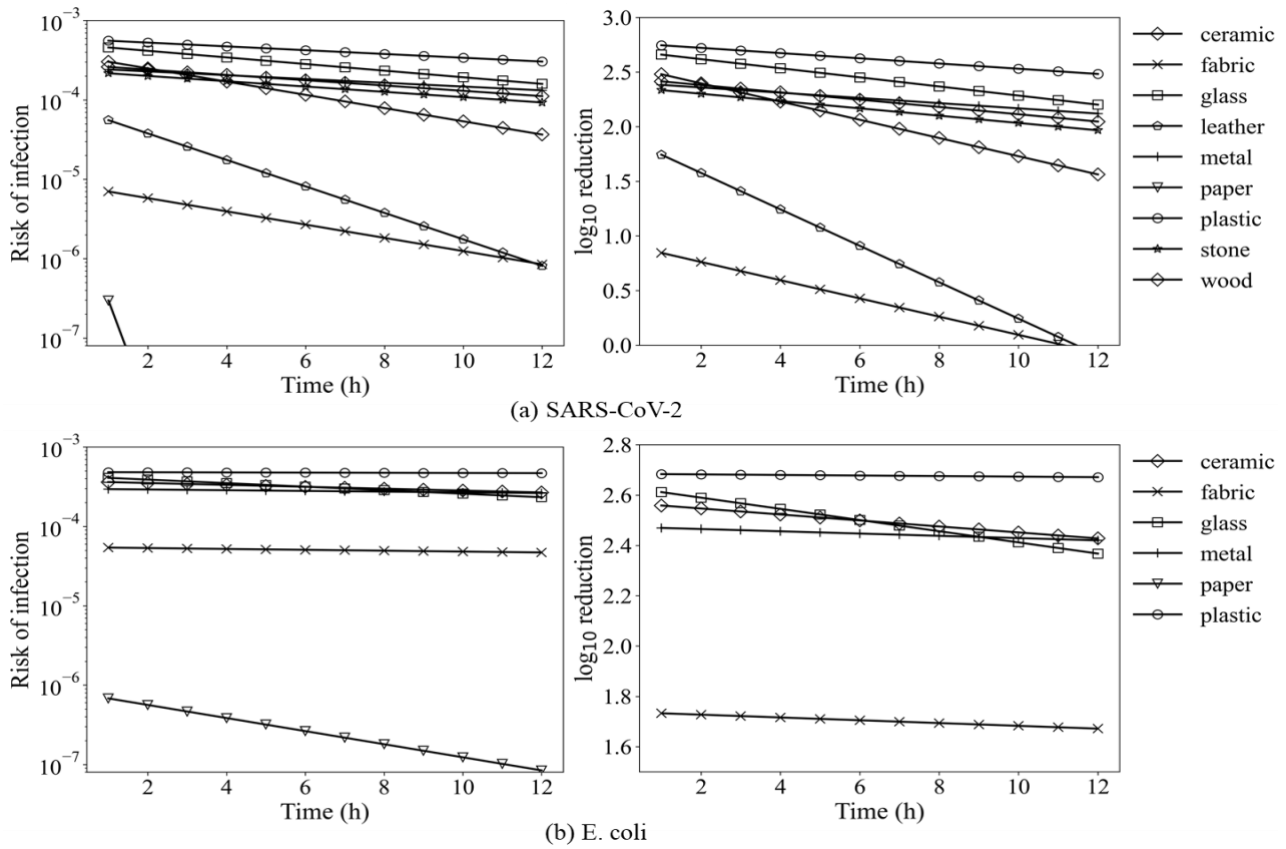 10⁻³
10⁻⁴
10⁻⁵
10⁻⁶
10⁻⁷
Risk of infection
2 4 6 8 10 12
Time (h)
3.0
2.5
2.0
1.5
1.0
0.5
0.0
log₁₀ reduction
2 4 6 8 10 12
Time (h)
ceramic
fabric
glass
leather
metal
paper
plastic
stone
wood
(a) SARS-CoV-2
10⁻³
10⁻⁴
10⁻⁵
10⁻⁶
10⁻⁷
Risk of infection
2 4 6 8 10 12
Time (h)
2.8
2.6
2.4
2.2
2.0
1.8
1.6
log₁₀ reduction
2 4 6 8 10 12
Time (h)
ceramic
fabric
glass
metal
paper
plastic
(b) E. coli